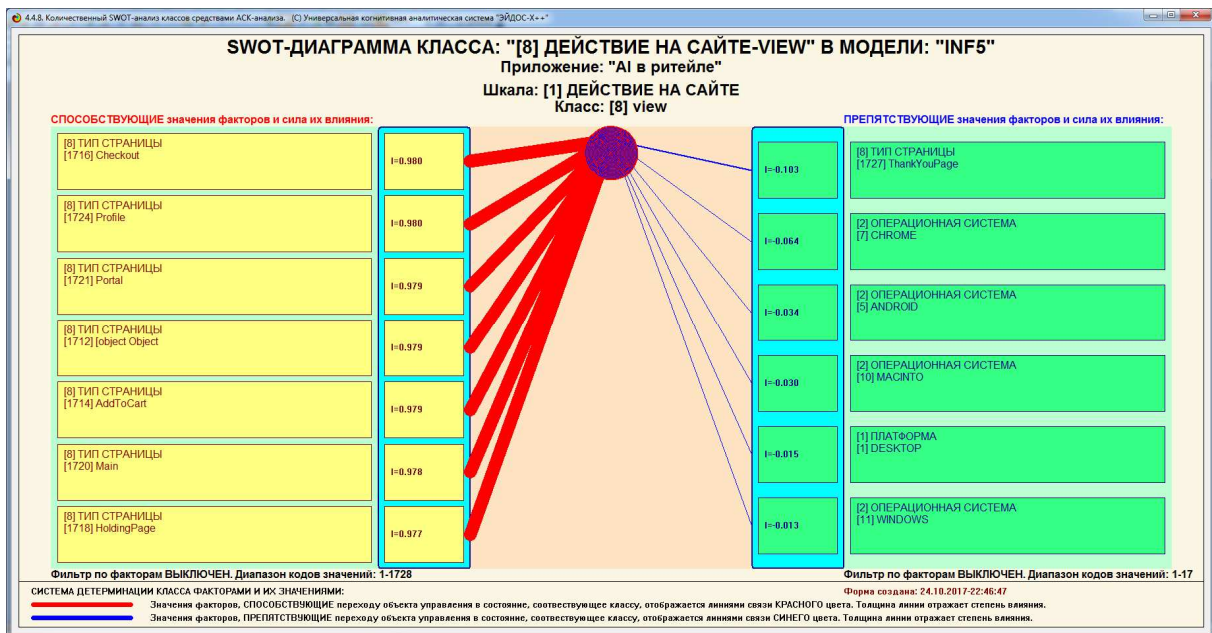 4.4.8. Количественный SWOT-анализ классов средствами АСК-анализа. (С) Универсальная когнитивная аналитическая система "ЭЙДОС-X++"
SWOT-ДИАГРАММА КЛАССА: "[8] ДЕЙСТВИЕ НА САЙТЕ-VIEW" В МОДЕЛИ: "INF5"
Приложение: "AI в ритейле"
Шкала: [1] ДЕЙСТВИЕ НА САЙТЕ
Класс: [8] view
СПОСОБСТВУЮЩИЕ значения факторов и сила их влияния:
[8] ТИП СТРАНИЦЫ
[1716] Checkout
I=0.980
[8] ТИП СТРАНИЦЫ
[1724] Profile
I=0.980
[8] ТИП СТРАНИЦЫ
[1721] Portal
I=0.979
[8] ТИП СТРАНИЦЫ
[1712] [object Object
I=0.979
[8] ТИП СТРАНИЦЫ
[1714] AddToCart
I=0.979
[8] ТИП СТРАНИЦЫ
[1720] Main
I=0.978
[8] ТИП СТРАНИЦЫ
[1718] HoldingPage
I=0.977
Фильтр по факторам ВЫКЛЮЧЕН. Диапазон кодов значений: 1-1728
ПРЕПЯТСТВУЮЩИЕ значения факторов и сила их влияния:
I=-0.103
[8] ТИП СТРАНИЦЫ
[1727] ThankYouPage
I=-0.064
[2] ОПЕРАЦИОННАЯ СИСТЕМА
[7] CHROME
I=-0.034
[2] ОПЕРАЦИОННАЯ СИСТЕМА
[5] ANDROID
I=-0.030
[2] ОПЕРАЦИОННАЯ СИСТЕМА
[10] MACINTO
I=-0.015
[1] ПЛАТФОРМА
[1] DESKTOP
I=-0.013
[2] ОПЕРАЦИОННАЯ СИСТЕМА
[11] WINDOWS
Фильтр по факторам ВЫКЛЮЧЕН. Диапазон кодов значений: 1-17
СИСТЕМА ДЕТЕРМИНАЦИИ КЛАССА ФАКТОРАМИ И ИХ ЗНАЧЕНИЯМИ:
Форма создана: 24.10.2017-22:46:47
Значения факторов, СПОСОБСТВУЮЩИЕ переходу объекта управления в состояние, соотвествующее классу, отображается линиями связи КРАСНОГО цвета. Толщина линии отражает степень влияния.
Значения факторов, ПРЕПЯТСТВУЮЩИЕ переходу объекта управления в состояние, соотвествующее классу, отображается линиями связи СИНЕГО цвета. Толщина линии отражает степень влияния.